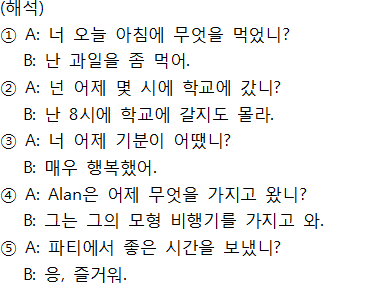 (해석)
① A: 너 오늘 아침에 무엇을 먹었니?
B: 난 과일을 좀 먹어.
② A: 넌 어제 몇 시에 학교에 갔니?
B: 난 8시에 학교에 갈지도 몰라.
③ A: 너 어제 기분이 어땠니?
B: 매우 행복했어.
④ A: Alan은 어제 무엇을 가지고 왔니?
B: 그는 그의 모형 비행기를 가지고 와.
⑤ A: 파티에서 좋은 시간을 보냈니?
B: 응, 즐거워.